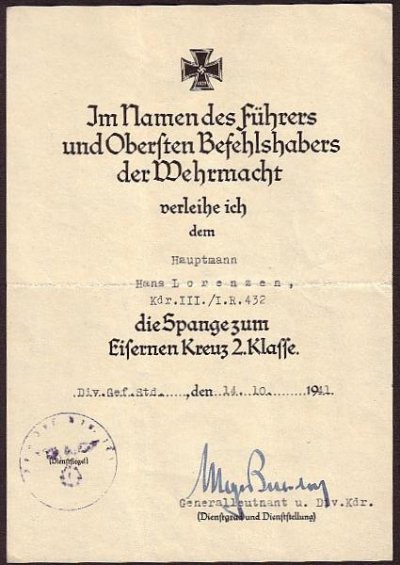 Im Namen des Führers
und Obersten Befehlshabers
der Wehrmacht
verleihe ich
dem
Hauptmann
Hans Lorenzen,
Kdr.III./I.R.432
die Spange zum
Eisernen Kreuz 2.Klasse.
Div.Gef.Std. ,den 14. 10. 1941
(Dienstsiegel)
Generalleutnant u. Div.Kdr.
(Dienstgrad und Dienststellung)